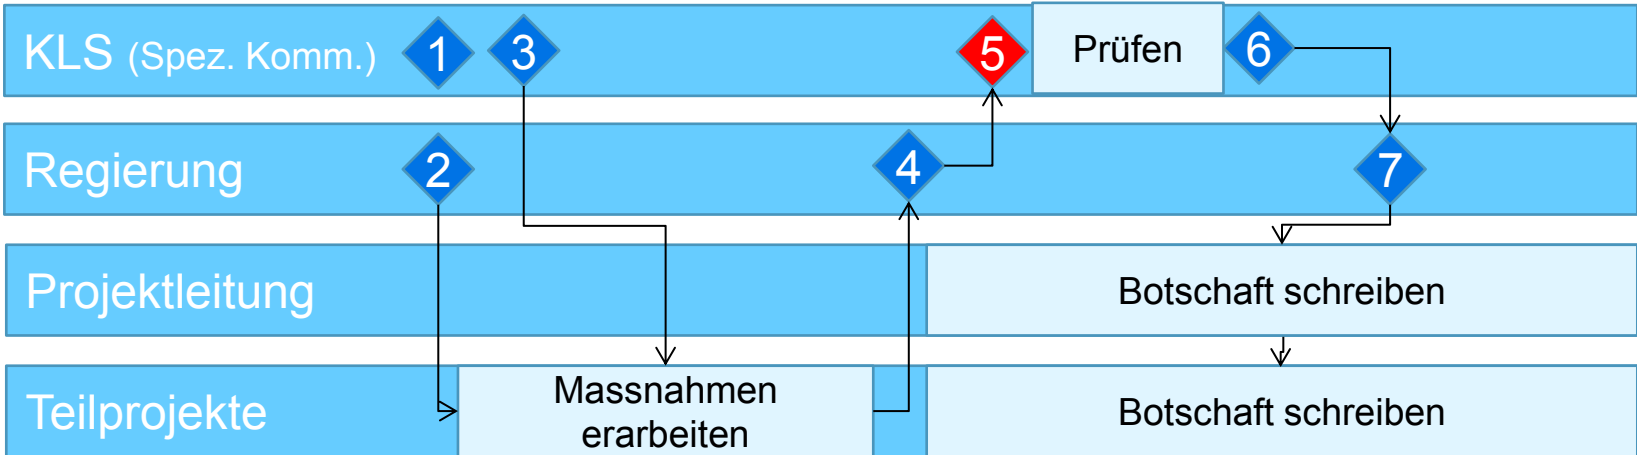 KLS (Spez. Komm.) 1 3 5 Prüfen 6
Regierung 2 4 7
Projektleitung Botschaft schreiben
Teilprojekte Massnahmen
erarbeiten Botschaft schreiben